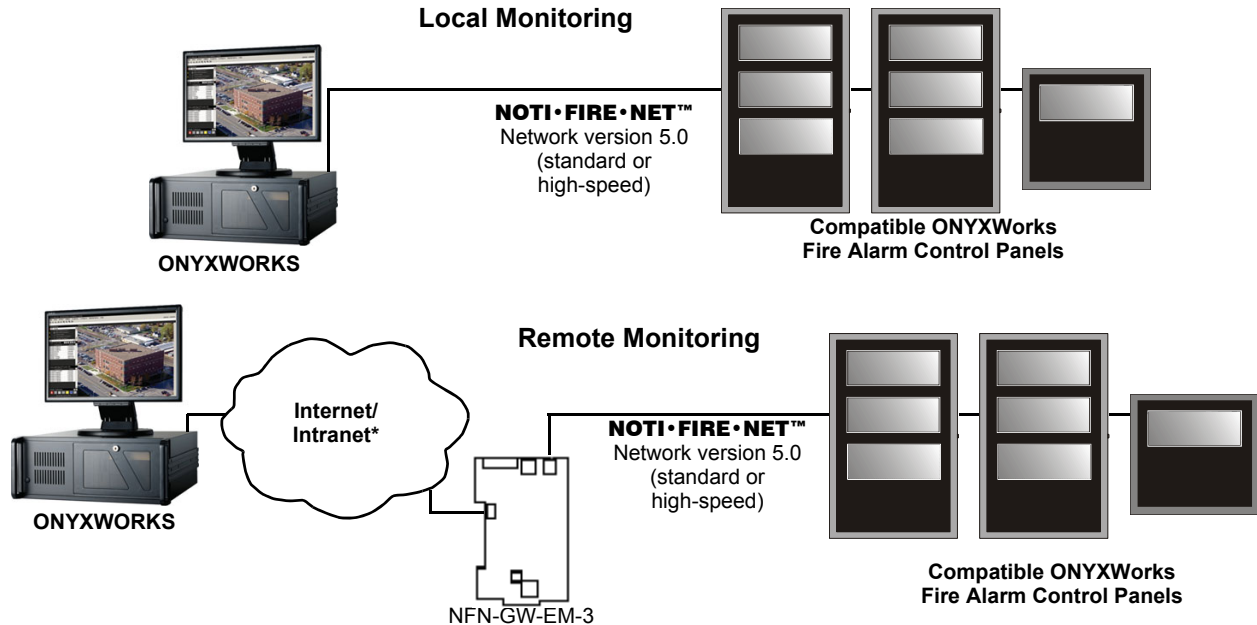 Local Monitoring
NOTI•FIRE•NET™
Network version 5.0
(standard or
high-speed)
Compatible ONYXWorks
Fire Alarm Control Panels
ONYXWORKS
Remote Monitoring
Internet/
Intranet*
NOTI•FIRE•NET™
Network version 5.0
(standard or
high-speed)
ONYXWORKS
NFN-GW-EM-3
Compatible ONYXWorks
Fire Alarm Control Panels